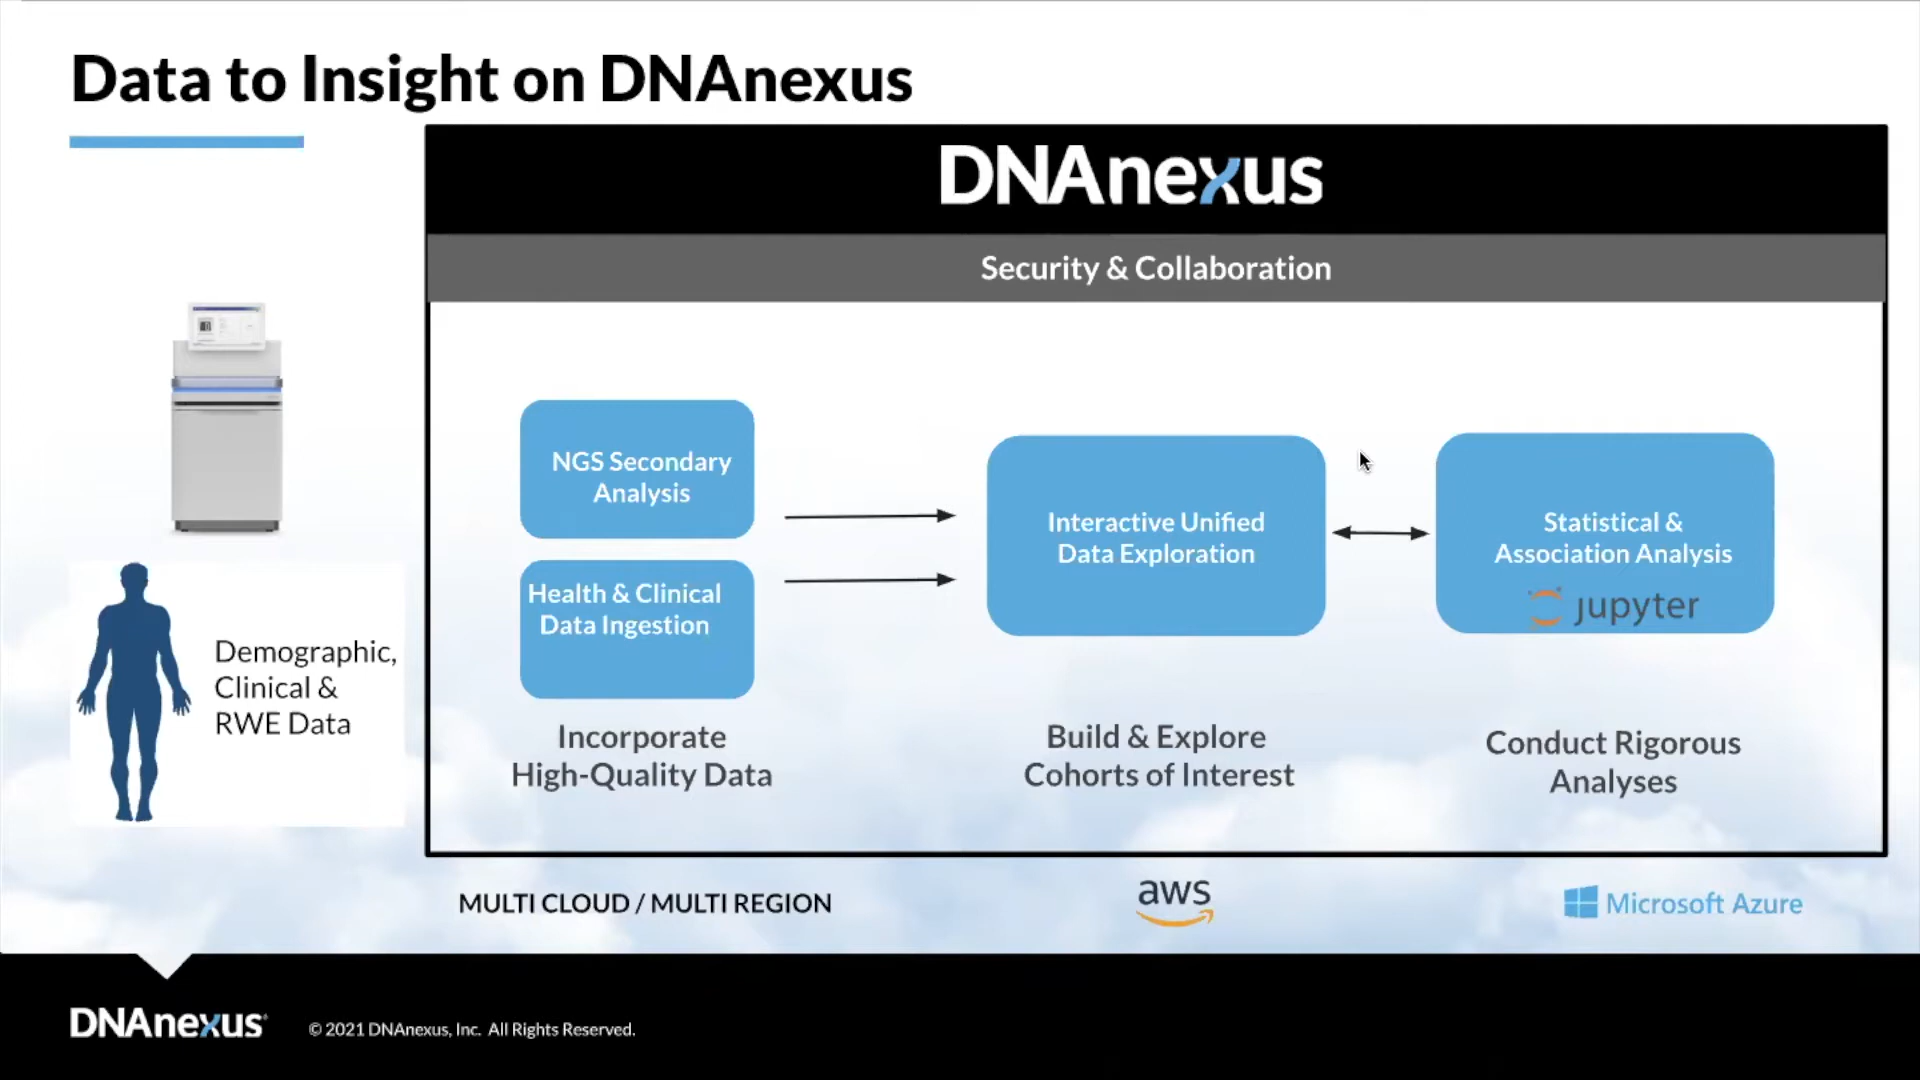 Data to Insight on DNAnexus
DNAnexus
Security & Collaboration
NGS Secondary
Analysis
Health & Clinical
Data Ingestion
Interactive Unified
Data Exploration
Statistical &
Association Analysis
jupyter
Demographic,
Clinical &
RWE Data
Incorporate
High-Quality Data
Build & Explore
Cohorts of Interest
Conduct Rigorous
Analyses
MULTI CLOUD / MULTI REGION
aws
Microsoft Azure
DNAnexus
© 2021 DNAnexus, Inc. All Rights Reserved.